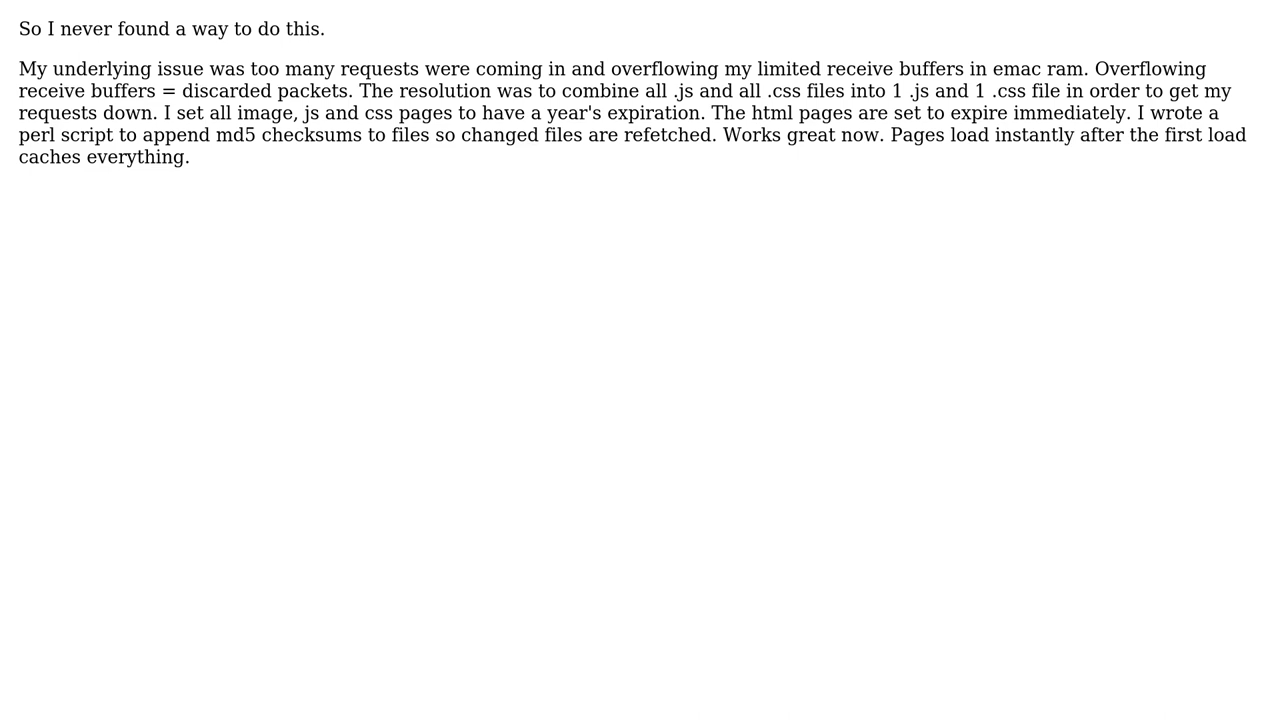 So I never found a way to do this.
My underlying issue was too many requests were coming in and overflowing my limited receive buffers in emac ram. Overflowing
receive buffers = discarded packets. The resolution was to combine all .js and all .css files into 1 .js and 1 .css file in order to get my
requests down. I set all image, js and css pages to have a year's expiration. The html pages are set to expire immediately. I wrote a
perl script to append md5 checksums to files so changed files are refetched. Works great now. Pages load instantly after the first load
caches everything.